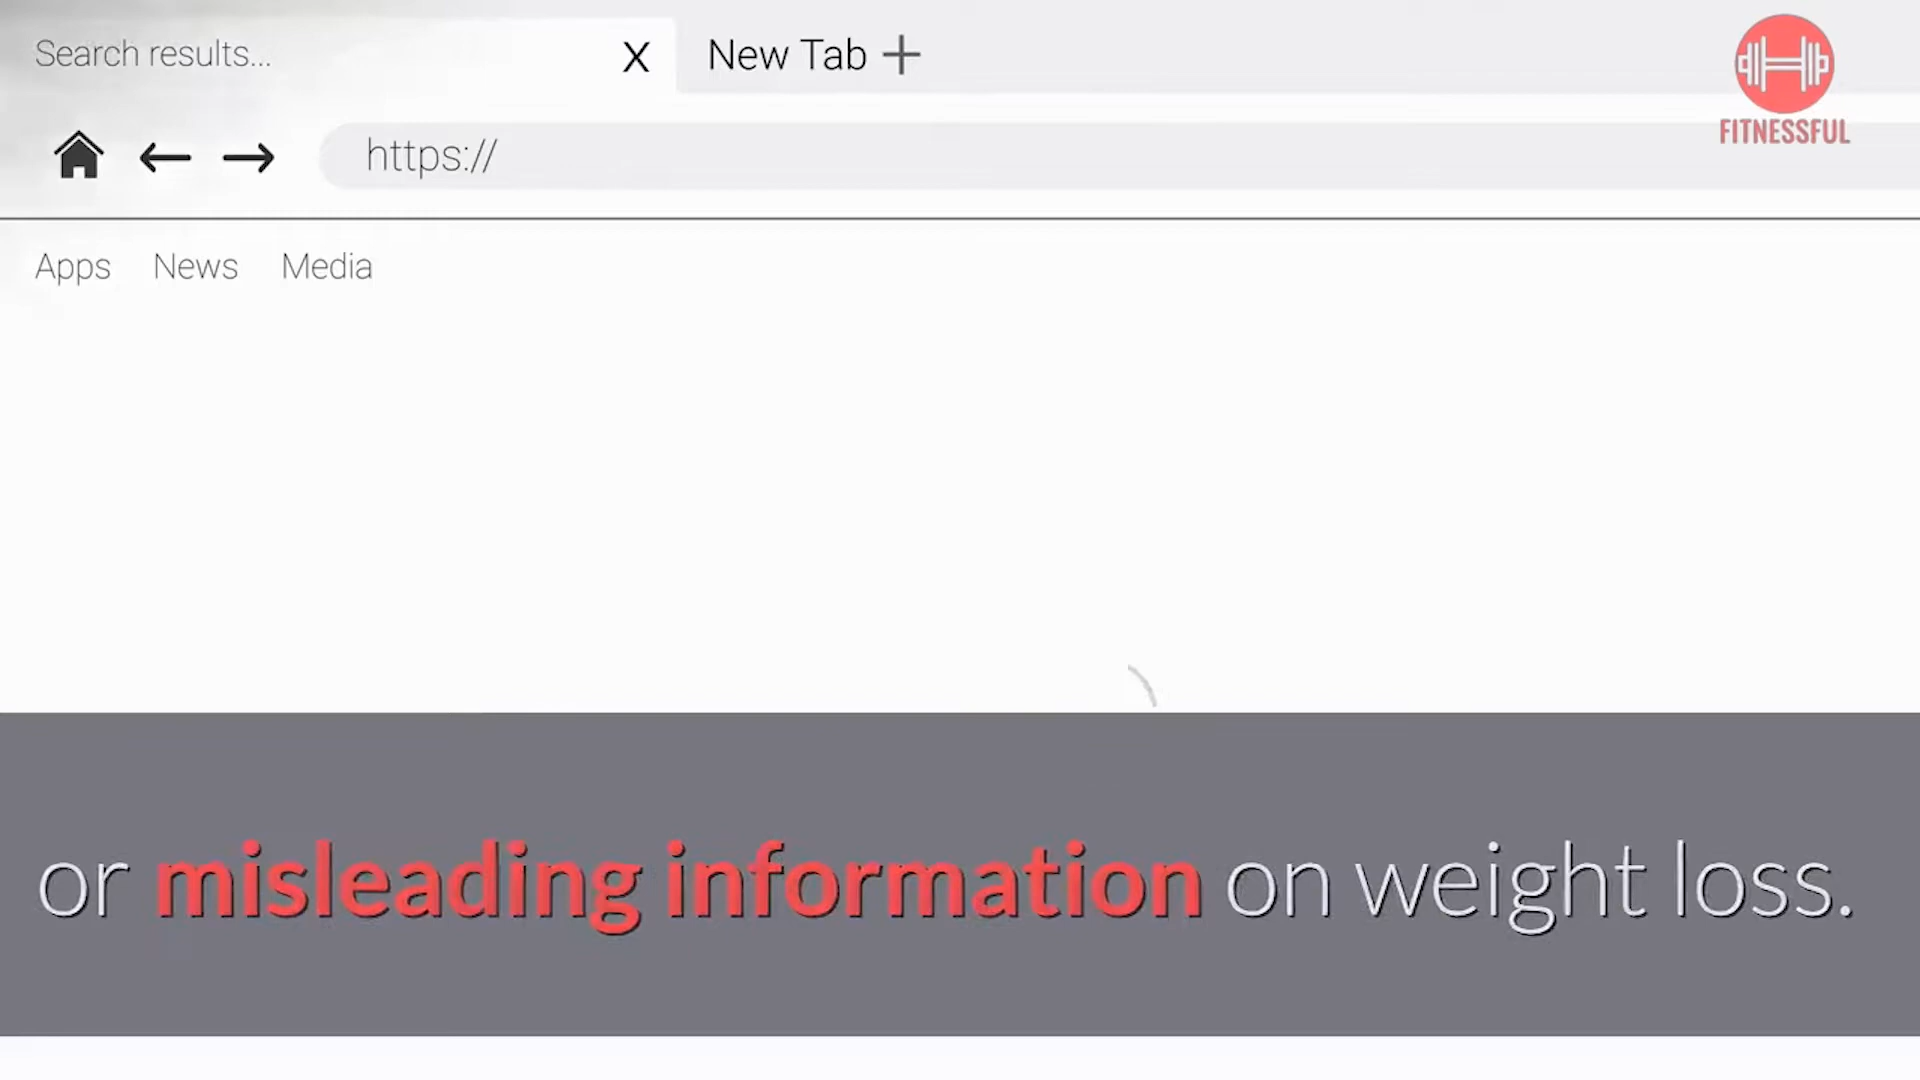 Search results... X New Tab +
FITNESSFUL
https://
Apps News Media
or misleading information on weight loss.